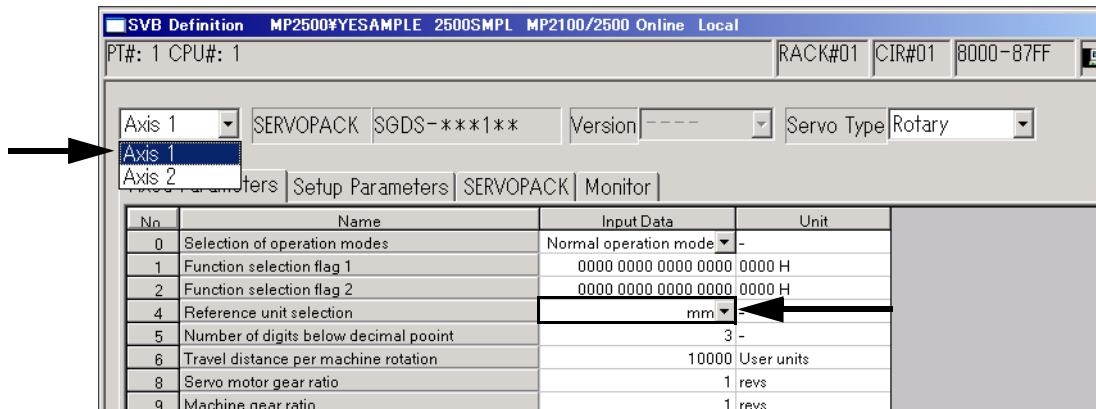 SVB Definition MP2500¥YESAMPLE 2500SMPL MP2100/2500 Online Local
PT#: 1 CPU#: 1 RACK#01 CIR#01 8000-87FF
Axis 1 SERVOPACK SGDS-***1** Version ---- Servo Type Rotary
Axis 1
Axis 2
Parameters Setup Parameters SERVOPACK Monitor
No Name Input Data Unit
0 Selection of operation modes Normal operation mode -
1 Function selection flag 1 0000 0000 0000 0000 0000 H
2 Function selection flag 2 0000 0000 0000 0000 0000 H
4 Reference unit selection mm -
5 Number of digits below decimal pooint 3 -
6 Travel distance per machine rotation 10000 User units
8 Servo motor gear ratio 1 revs
9 Machine gear ratio 1 revs